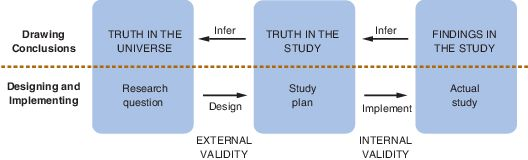 Drawing
Conclusions
TRUTH IN THE
UNIVERSE
Infer
TRUTH IN THE
STUDY
Infer
FINDINGS IN
THE STUDY
Designing and
Implementing
Research
question
Design
Study
plan
Implement
Actual
study
EXTERNAL
VALIDITY
INTERNAL
VALIDITY